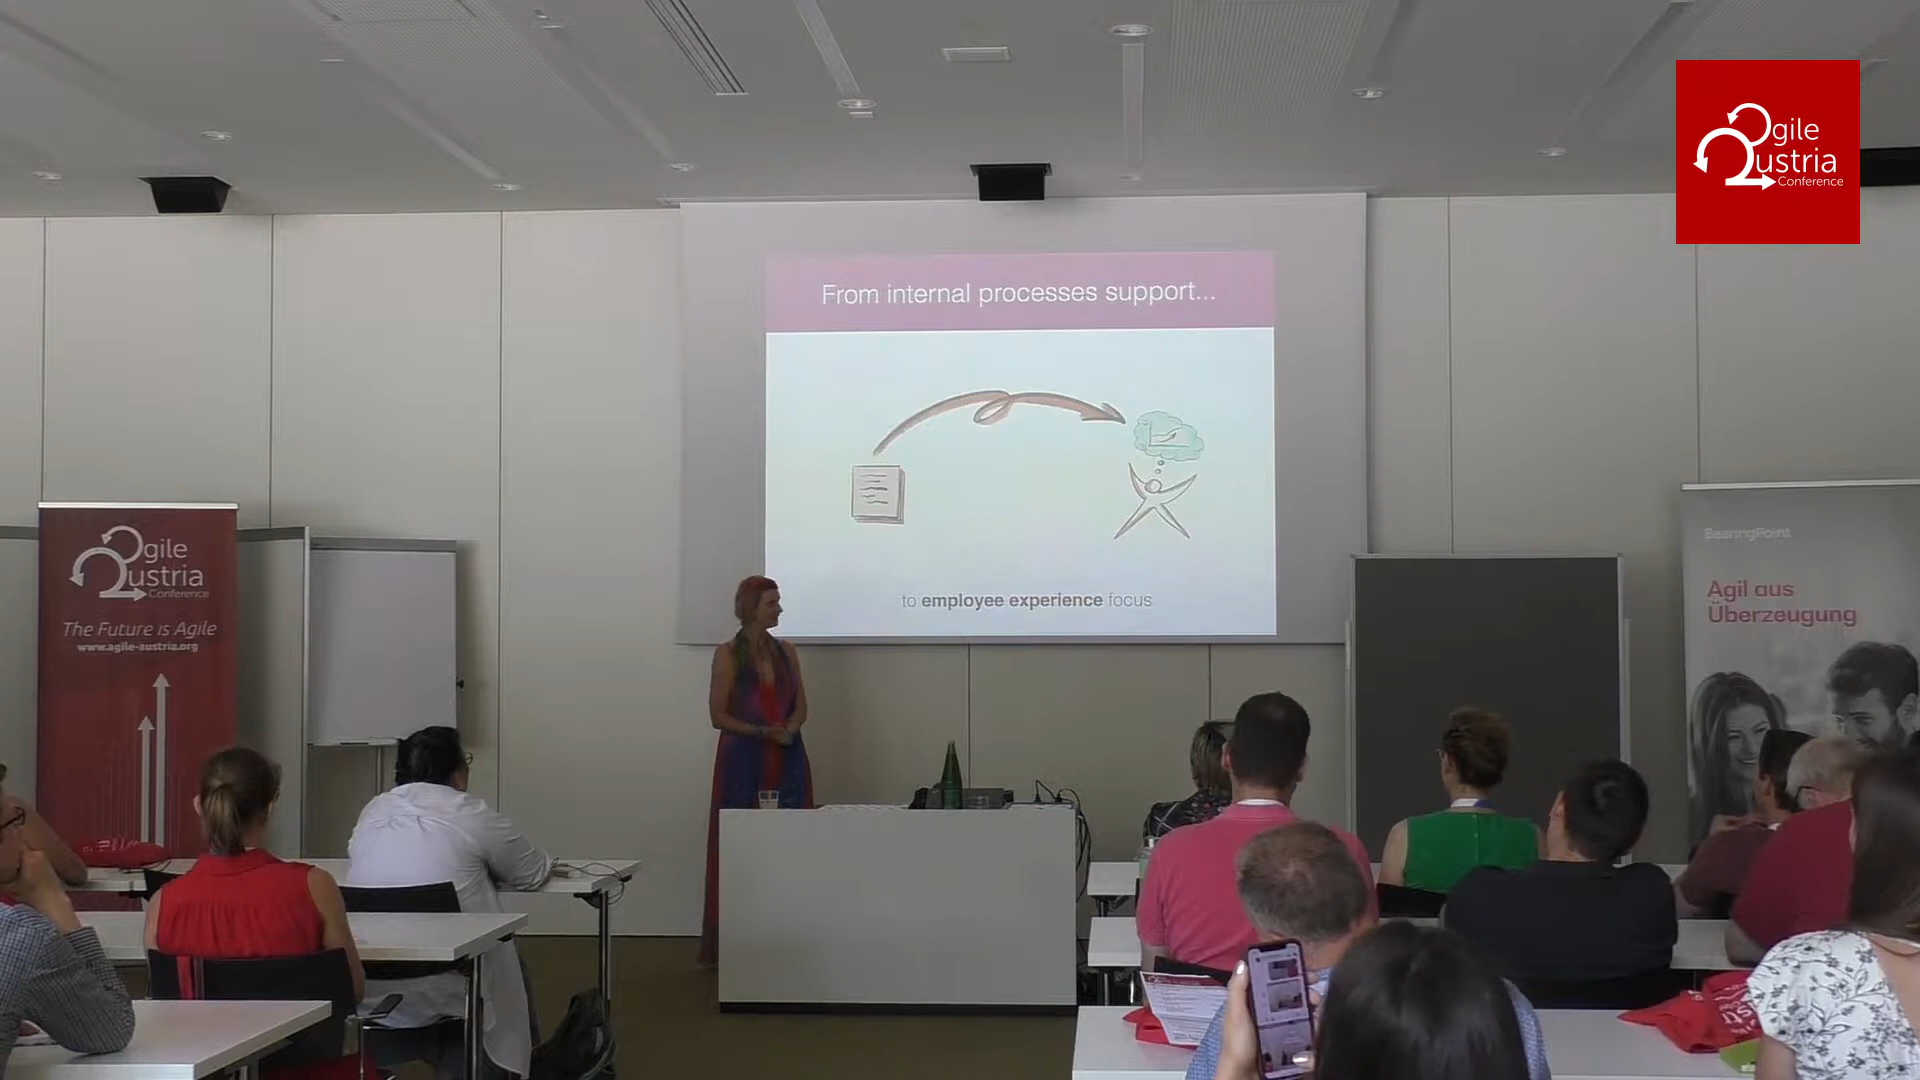 agile
austria
Conference
From internal processes support...
to employee experience focus
agile
austria
Conference
The Future is Agile
www.agile-austria.org
BearingPoint
Agil aus
Überzeugung